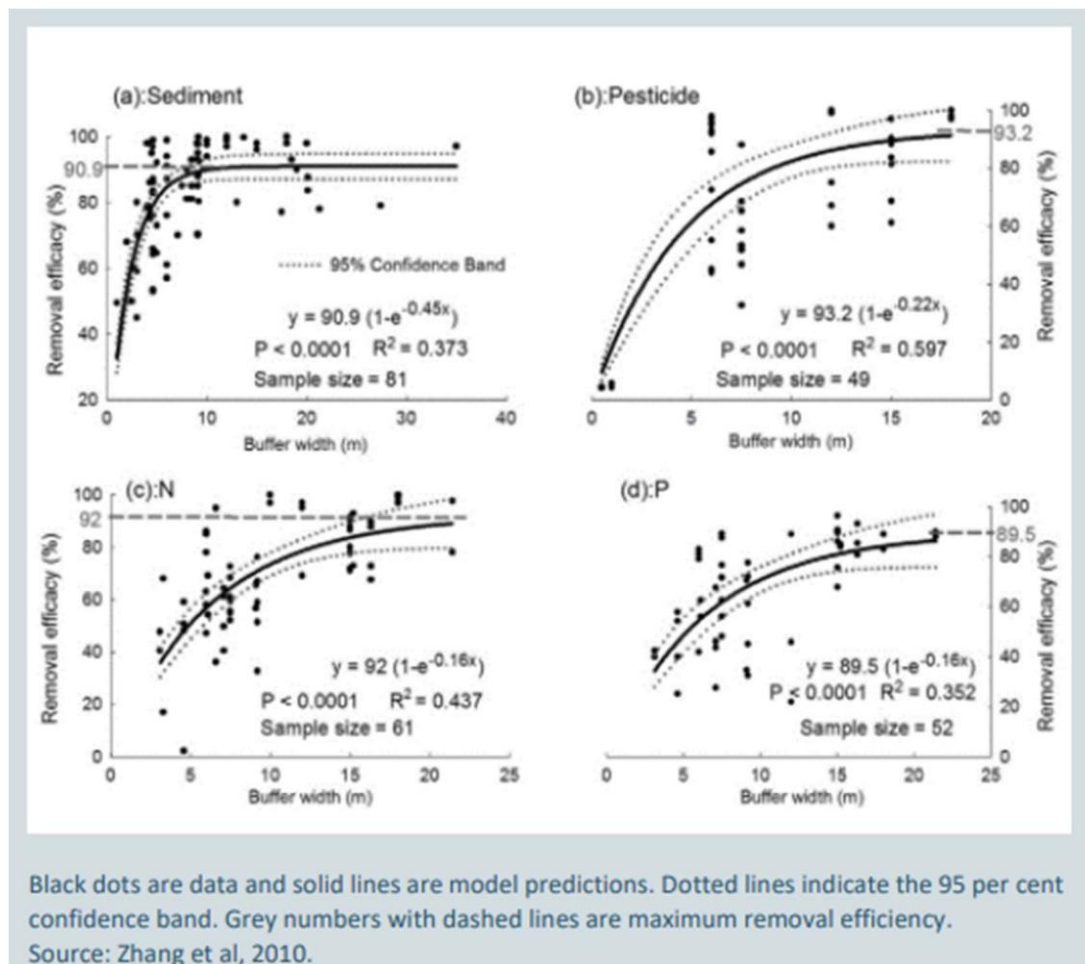 (a):Sediment
100
90.9
80
60
40
20
Removal efficacy (%)
0 10 20 30 40
Buffer width (m)
95% Confidence Band
y = 90.9 (1-e^-0.45x)
P < 0.0001 R² = 0.373
Sample size = 81
(b):Pesticide
100
93.2
80
60
40
20
0
Removal efficacy (%)
0 5 10 15 20
Buffer width (m)
y = 93.2 (1-e^-0.22x)
P < 0.0001 R² = 0.597
Sample size = 49
(c):N
100
92
80
60
40
20
0
Removal efficacy (%)
0 5 10 15 20 25
Buffer width (m)
y = 92 (1-e^-0.16x)
P < 0.0001 R² = 0.437
Sample size = 61
(d):P
100
89.5
80
60
40
20
0
Removal efficacy (%)
0 5 10 15 20 25
Buffer width (m)
y = 89.5 (1-e^-0.16x)
P < 0.0001 R² = 0.352
Sample size = 52
Black dots are data and solid lines are model predictions. Dotted lines indicate the 95 per cent
confidence band. Grey numbers with dashed lines are maximum removal efficiency.
Source: Zhang et al, 2010.